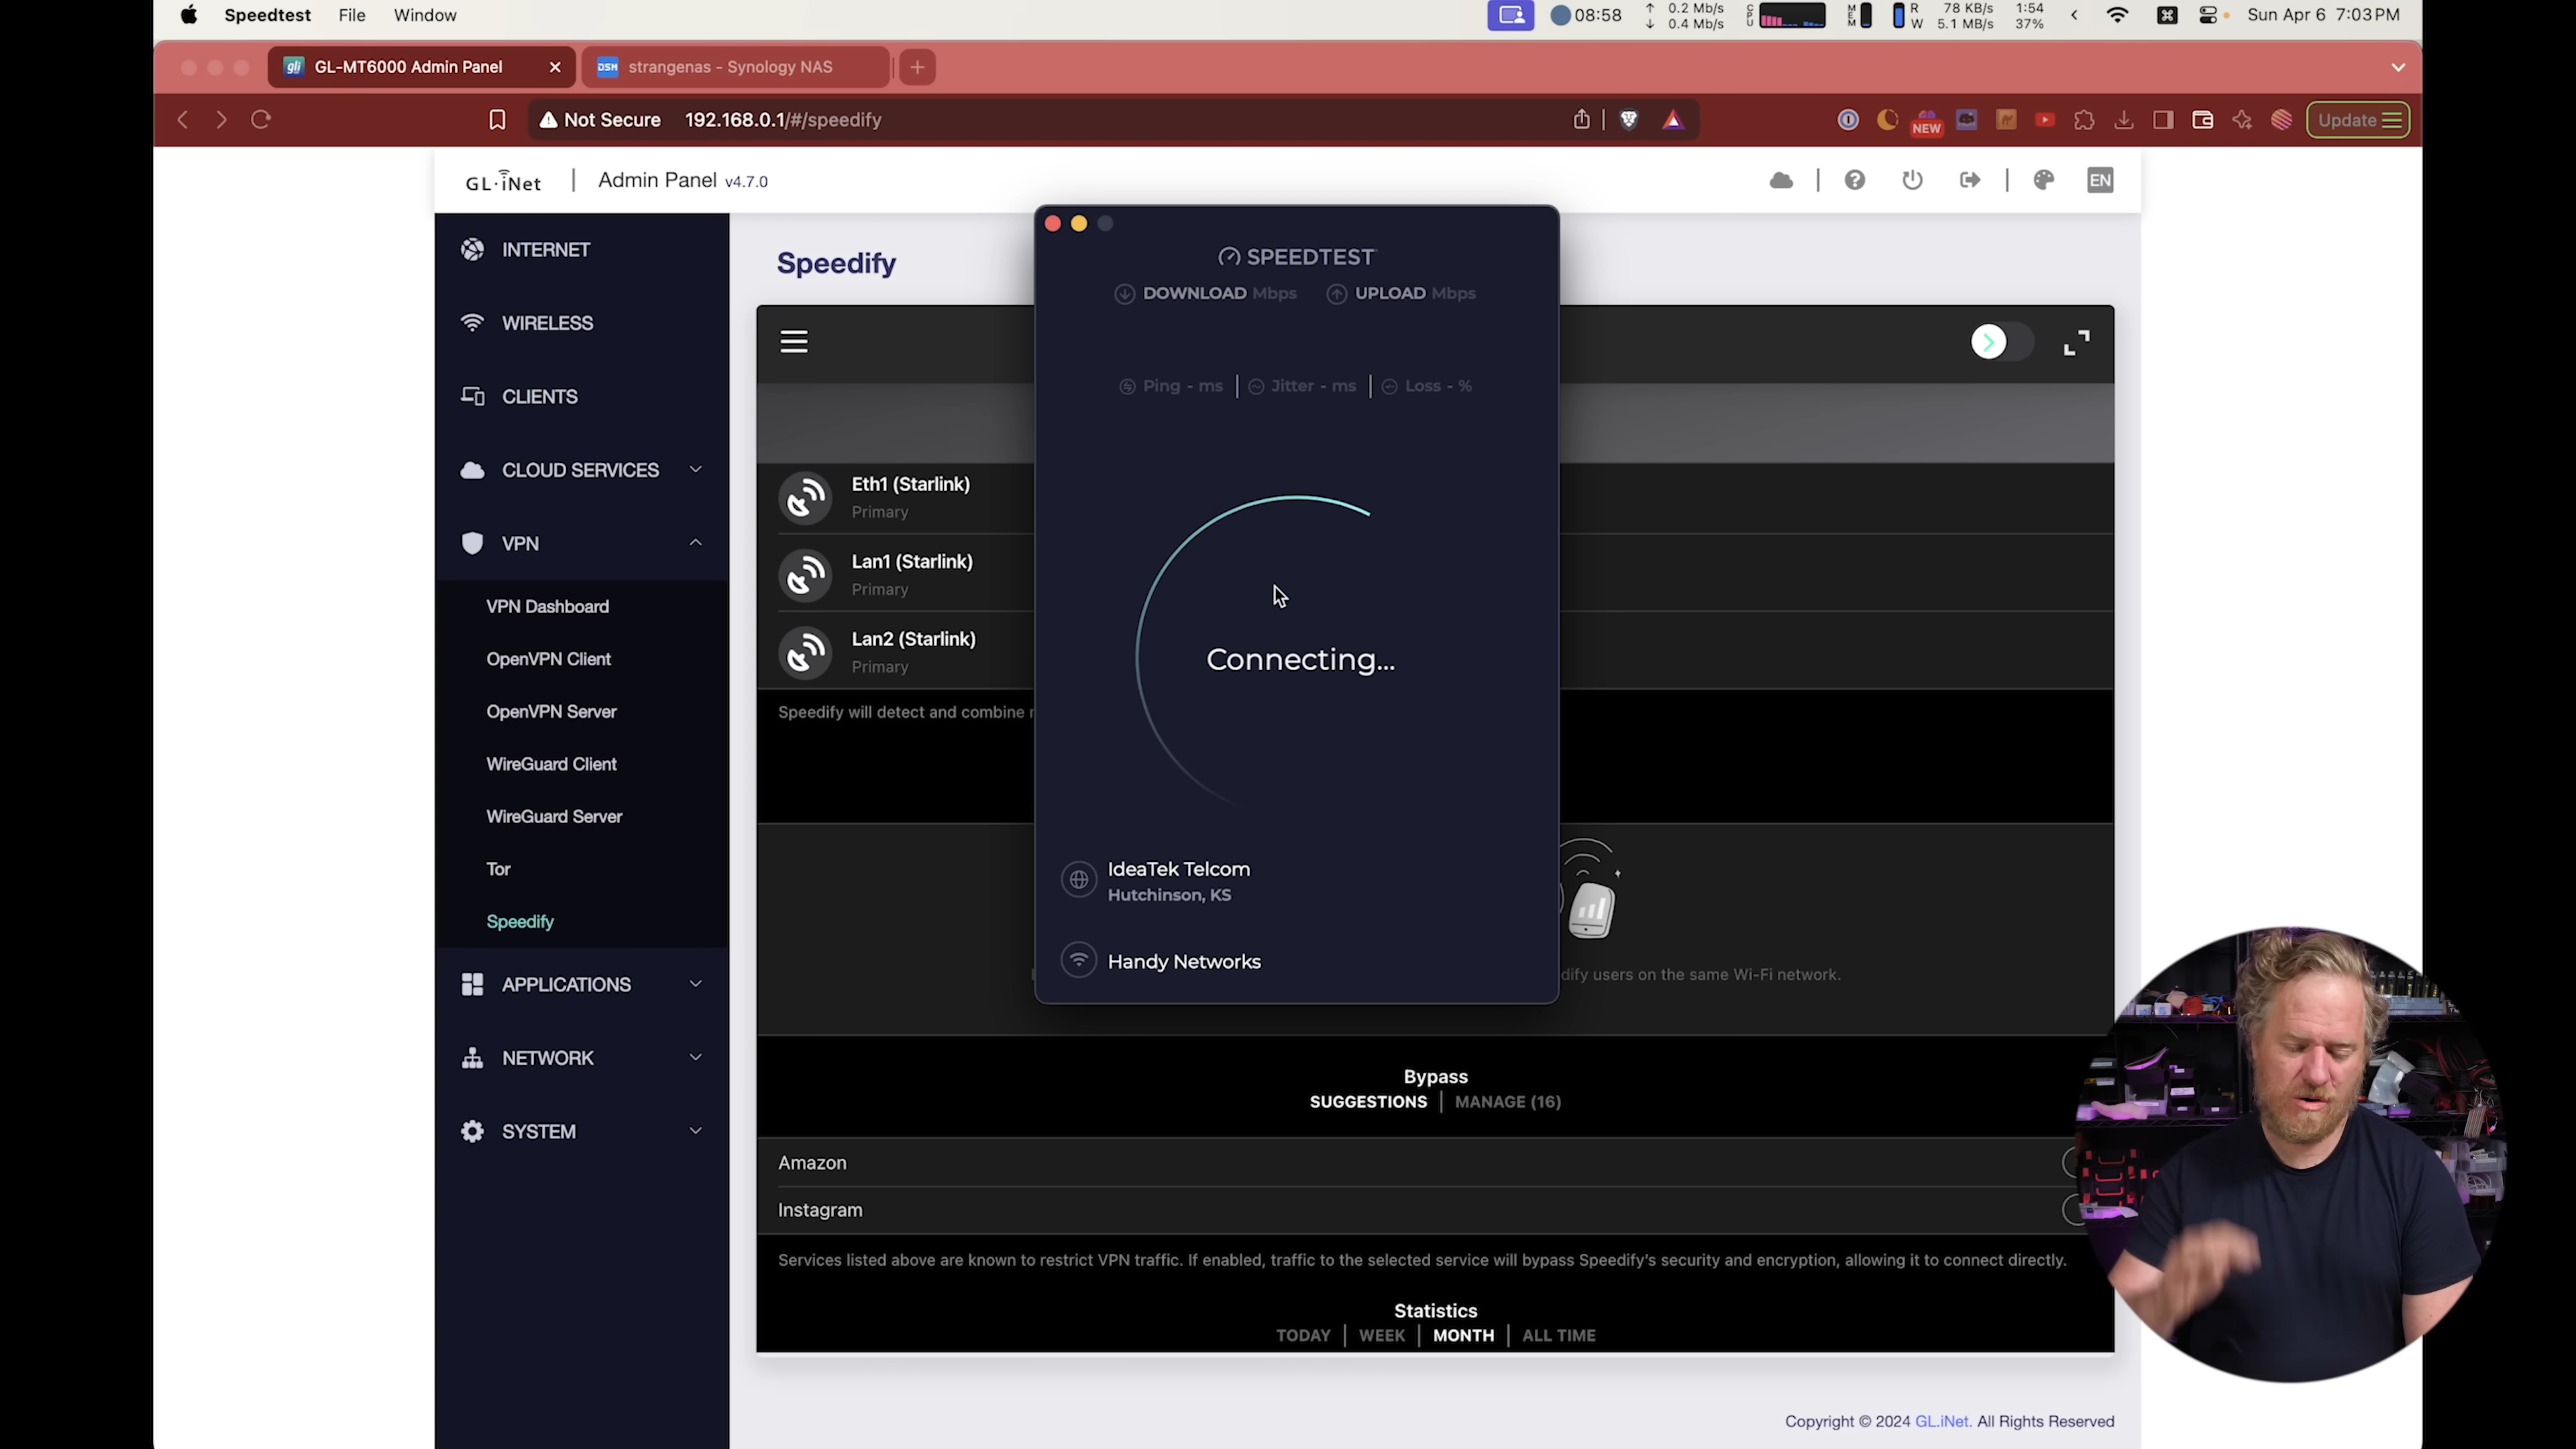 Speedtest File Window
08:58
0.2 Mb/s
0.4 Mb/s
CPU
MEM
R
W
78 KB/s
5.1 MB/s
1:54
37%
Sun Apr 6 7:03 PM
gli GL-MT6000 Admin Panel
DSM strangenas - Synology NAS
Not Secure 192.168.0.1/#/speedify
NEW
Update
GL·iNet | Admin Panel v4.7.0
EN
INTERNET
WIRELESS
CLIENTS
CLOUD SERVICES
VPN
VPN Dashboard
OpenVPN Client
OpenVPN Server
WireGuard Client
WireGuard Server
Tor
Speedify
APPLICATIONS
NETWORK
SYSTEM
Speedify
Eth1 (Starlink)
Primary
Lan1 (Starlink)
Primary
Lan2 (Starlink)
Primary
Speedify will detect and combine
SPEEDTEST
DOWNLOAD Mbps UPLOAD Mbps
Ping - ms | Jitter - ms | Loss - %
Connecting...
IdeaTek Telcom
Hutchinson, KS
Handy Networks
dify users on the same Wi-Fi network.
Bypass
SUGGESTIONS | MANAGE (16)
Amazon
Instagram
Services listed above are known to restrict VPN traffic. If enabled, traffic to the selected service will bypass Speedify's security and encryption, allowing it to connect directly.
Statistics
TODAY | WEEK | MONTH | ALL TIME
Copyright © 2024 GL.iNet. All Rights Reserved